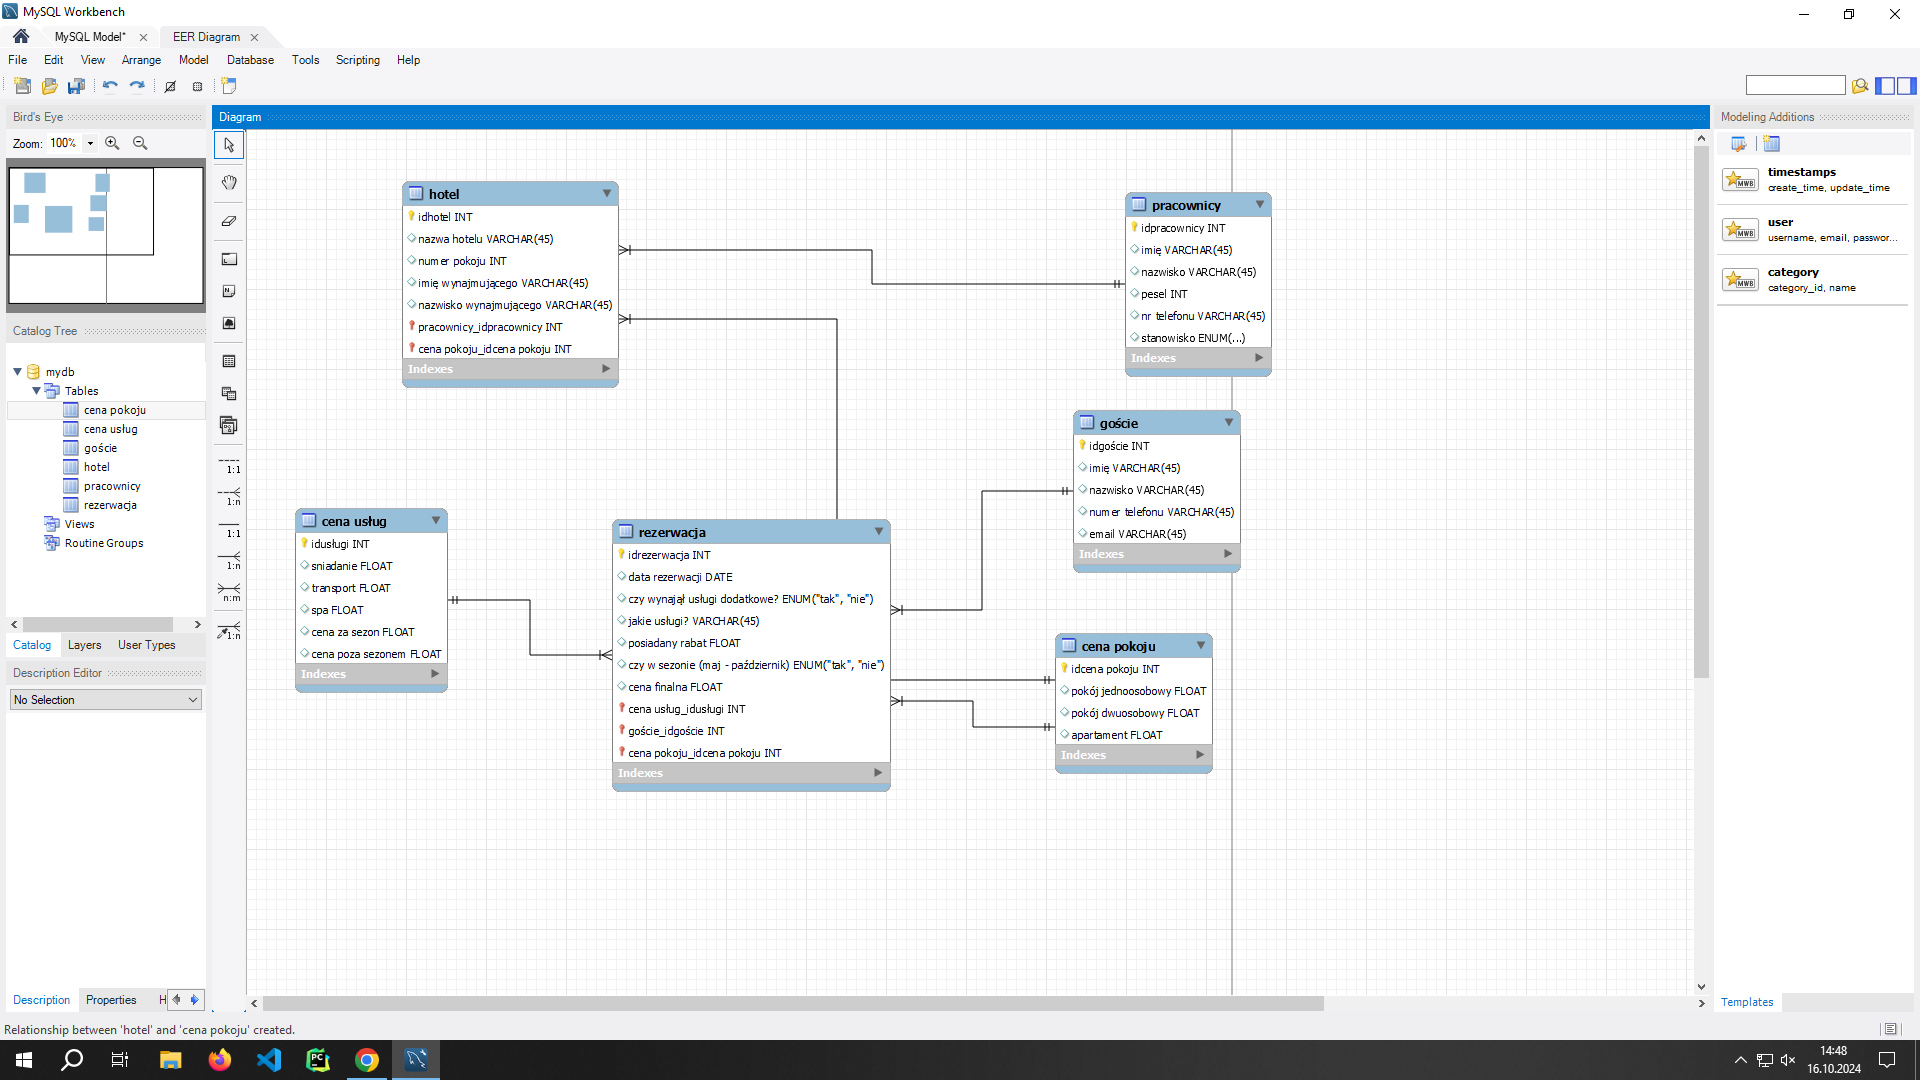 MySQL Workbench
MySQL Model*
EER Diagram
File Edit View Arrange Model Database Tools Scripting Help
Bird's Eye
Zoom: 100%
Catalog Tree
mydb
Tables
cena pokoju
cena usług
goście
hotel
pracownicy
rezerwacja
Views
Routine Groups
Catalog Layers User Types
Description Editor
No Selection
Description Properties H
Diagram
1:1
1:n
1:1
1:n
n:m
1:n
hotel
idhotel INT
nazwa hotelu VARCHAR(45)
numer pokoju INT
imię wynajmującego VARCHAR(45)
nazwisko wynajmującego VARCHAR(45)
pracownicy_idpracownicy INT
cena pokoju_idcena pokoju INT
Indexes
pracownicy
idpracownicy INT
imię VARCHAR(45)
nazwisko VARCHAR(45)
pesel INT
nr telefonu VARCHAR(45)
stanowisko ENUM(...)
Indexes
goście
idgoście INT
imię VARCHAR(45)
nazwisko VARCHAR(45)
numer telefonu VARCHAR(45)
email VARCHAR(45)
Indexes
cena usług
idusługi INT
sniadanie FLOAT
transport FLOAT
spa FLOAT
cena za sezon FLOAT
cena poza sezonem FLOAT
Indexes
rezerwacja
idrezerwacja INT
data rezerwacji DATE
czy wynajął usługi dodatkowe? ENUM("tak", "nie")
jakie usługi? VARCHAR(45)
posiadany rabat FLOAT
czy w sezonie (maj - październik) ENUM("tak", "nie")
cena finalna FLOAT
cena usług_idusługi INT
goście_idgoście INT
cena pokoju_idcena pokoju INT
Indexes
cena pokoju
idcena pokoju INT
pokój jednoosobowy FLOAT
pokój dwuosobowy FLOAT
apartament FLOAT
Indexes
Modeling Additions
MWB
timestamps
create_time, update_time
MWB
user
username, email, passwor...
MWB
category
category_id, name
Templates
Relationship between 'hotel' and 'cena pokoju' created.
PC
14:48
16.10.2024